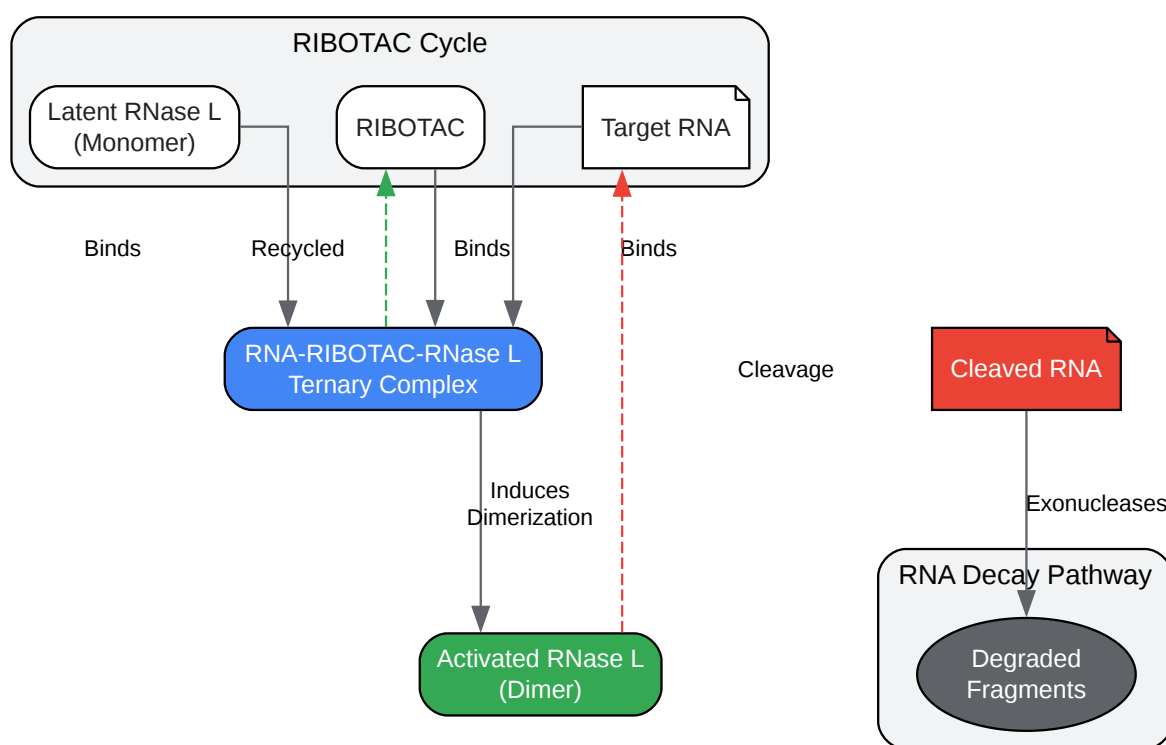 RIBOTAC Cycle
Latent RNase L
(Monomer)
RIBOTAC
Target RNA
Binds
Recycled
Binds
Binds
RNA-RIBOTAC-RNase L
Ternary Complex
Cleavage
Cleaved RNA
Induces
Dimerization
Exonucleases
RNA Decay Pathway
Activated RNase L
(Dimer)
Degraded
Fragments